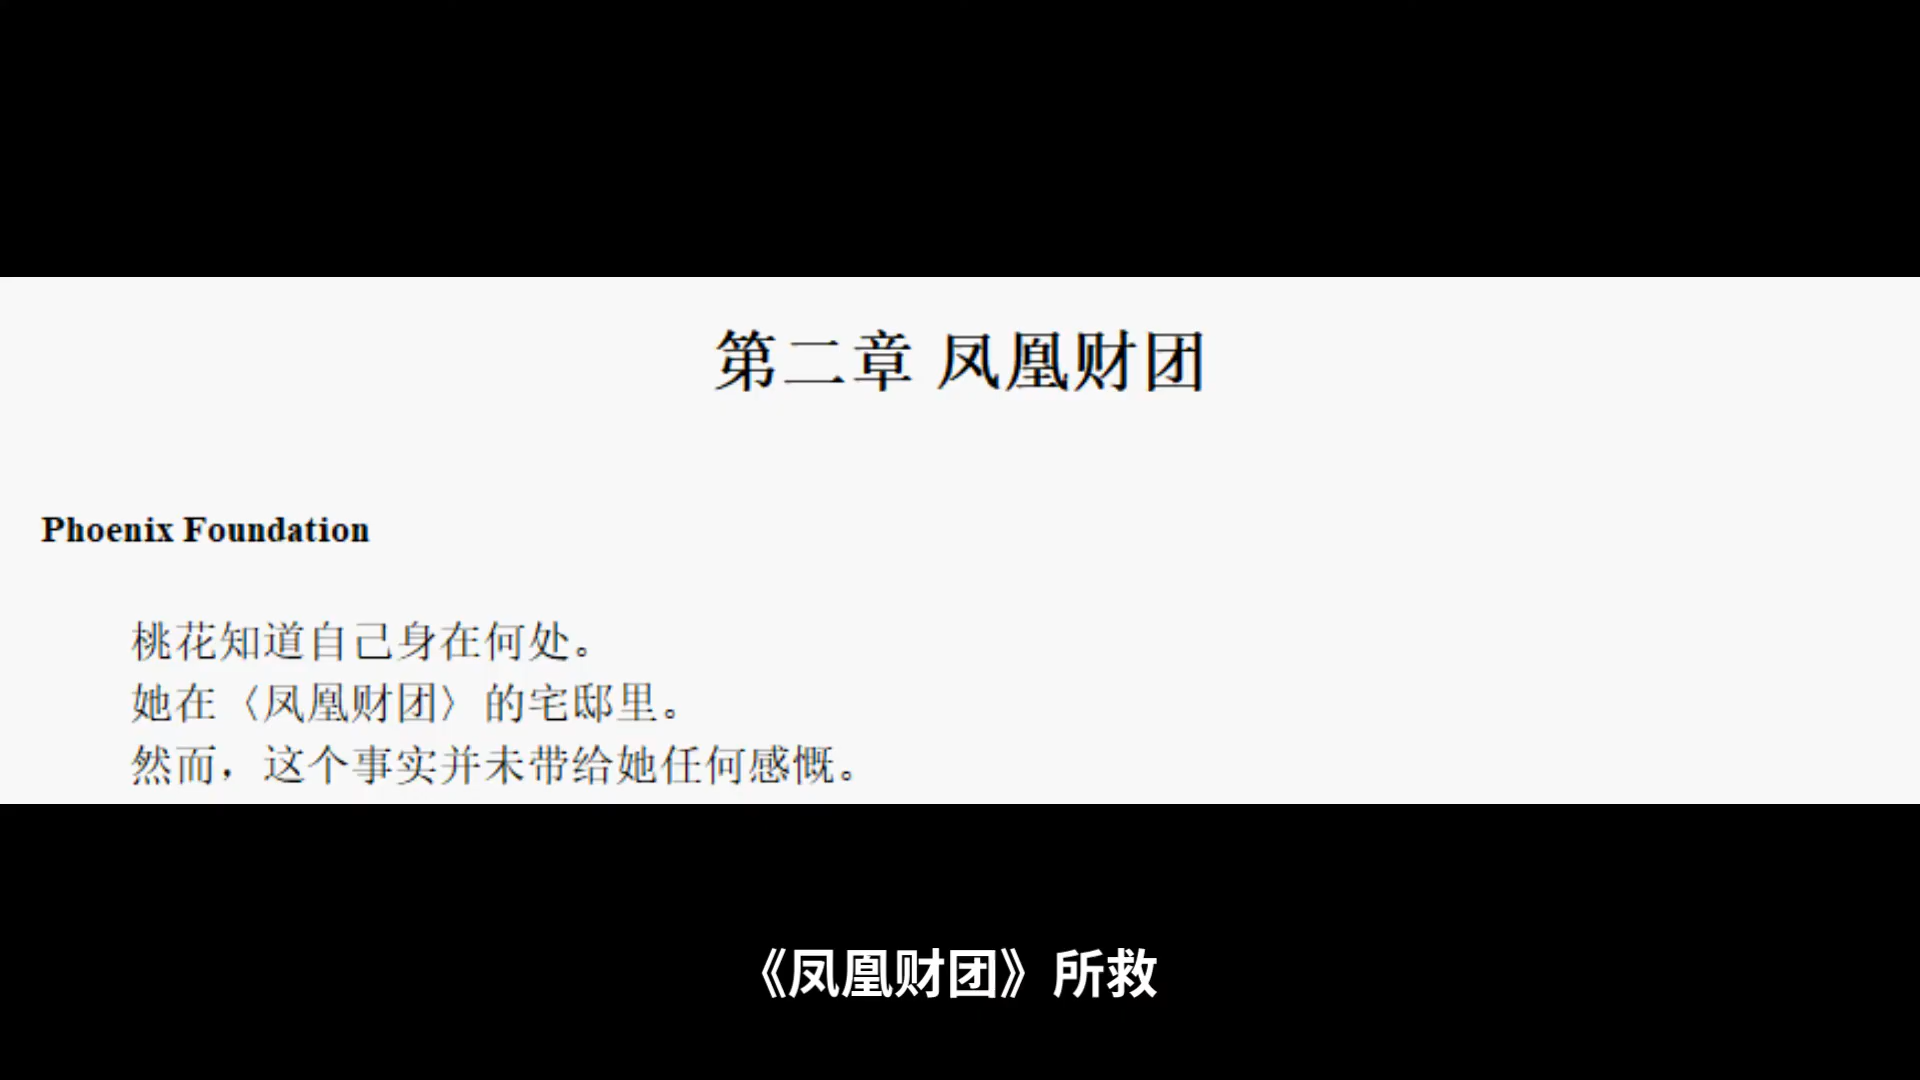 第二章 凤凰财团
Phoenix Foundation
桃花知道自己身在何处。
她在〈凤凰财团〉的宅邸里。
然而，这个事实并未带给她任何感慨。
《凤凰财团》所救